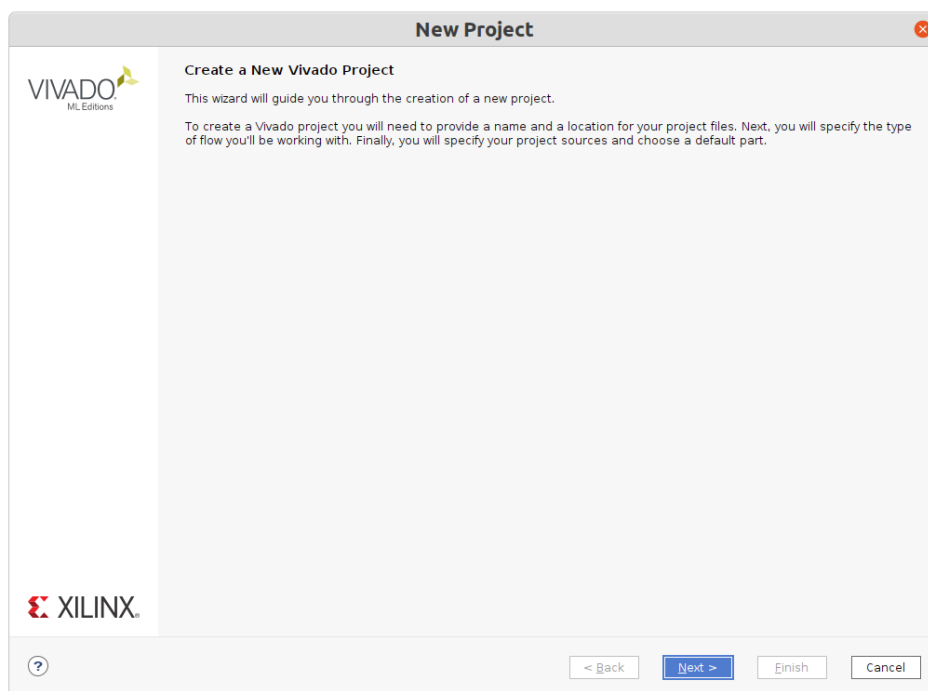 New Project
VIVADO.
ML Editions
Create a New Vivado Project
This wizard will guide you through the creation of a new project.
To create a Vivado project you will need to provide a name and a location for your project files. Next, you will specify the type
of flow you'll be working with. Finally, you will specify your project sources and choose a default part.
XILINX.
?
< Back
Next >
Finish
Cancel